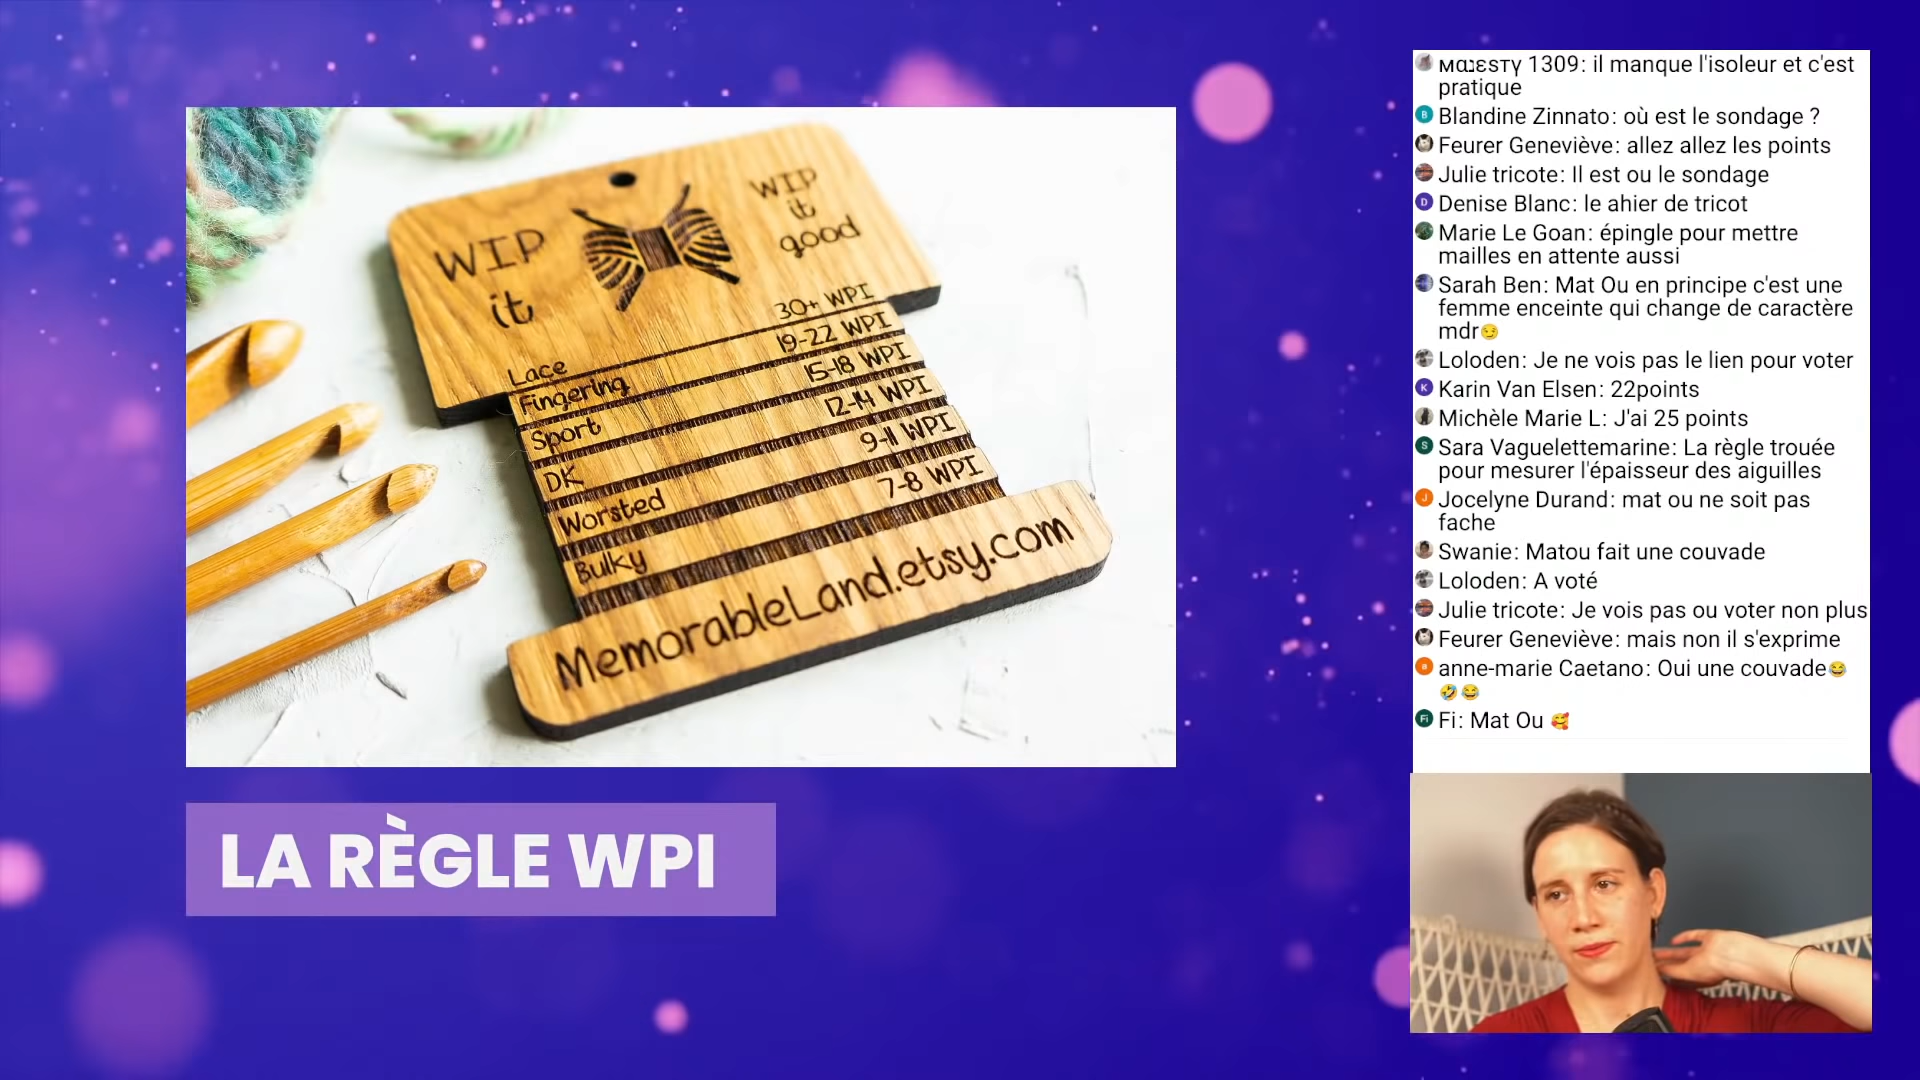 WIP
it
WIP
it
good
Lace 30+ WPI
Fingering 19-22 WPI
Sport 15-18 WPI
DK 12-14 WPI
Worsted 9-11 WPI
Bulky 7-8 WPI
MemorableLand.etsy.com
LA RÈGLE WPI
1309: il manque l'isoleur et c'est
pratique
B Blandine Zinnato: où est le sondage ?
Feurer Geneviève: allez allez les points
Julie tricote: Il est ou le sondage
D Denise Blanc: le ahier de tricot
Marie Le Goan: épingle pour mettre
mailles en attente aussi
Sarah Ben: Mat Ou en principe c'est une
femme enceinte qui change de caractère
mdr😏
Loloden: Je ne vois pas le lien pour voter
K Karin Van Elsen: 22points
Michèle Marie L: J'ai 25 points
S Sara Vaguelettemarine: La règle trouée
pour mesurer l'épaisseur des aiguilles
J Jocelyne Durand: mat ou ne soit pas
fache
Swanie: Matou fait une couvade
Loloden: A voté
Julie tricote: Je vois pas ou voter non plus
Feurer Geneviève: mais non il s'exprime
a anne-marie Caetano: Oui une couvade😂
🤣😂
Fi Fi: Mat Ou 🥰